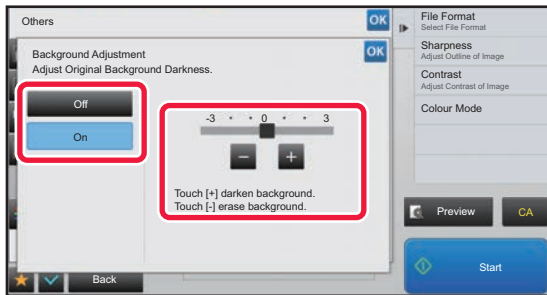 Others
OK
Background Adjustment
OK
Adjust Original Background Darkness.
Off
On
-3 • • 0 • • 3
− +
Touch [+] darken background.
Touch [-] erase background.
Back
File Format
Select File Format
Sharpness
Adjust Outline of Image
Contrast
Adjust Contrast of Image
Colour Mode
Preview
CA
Start